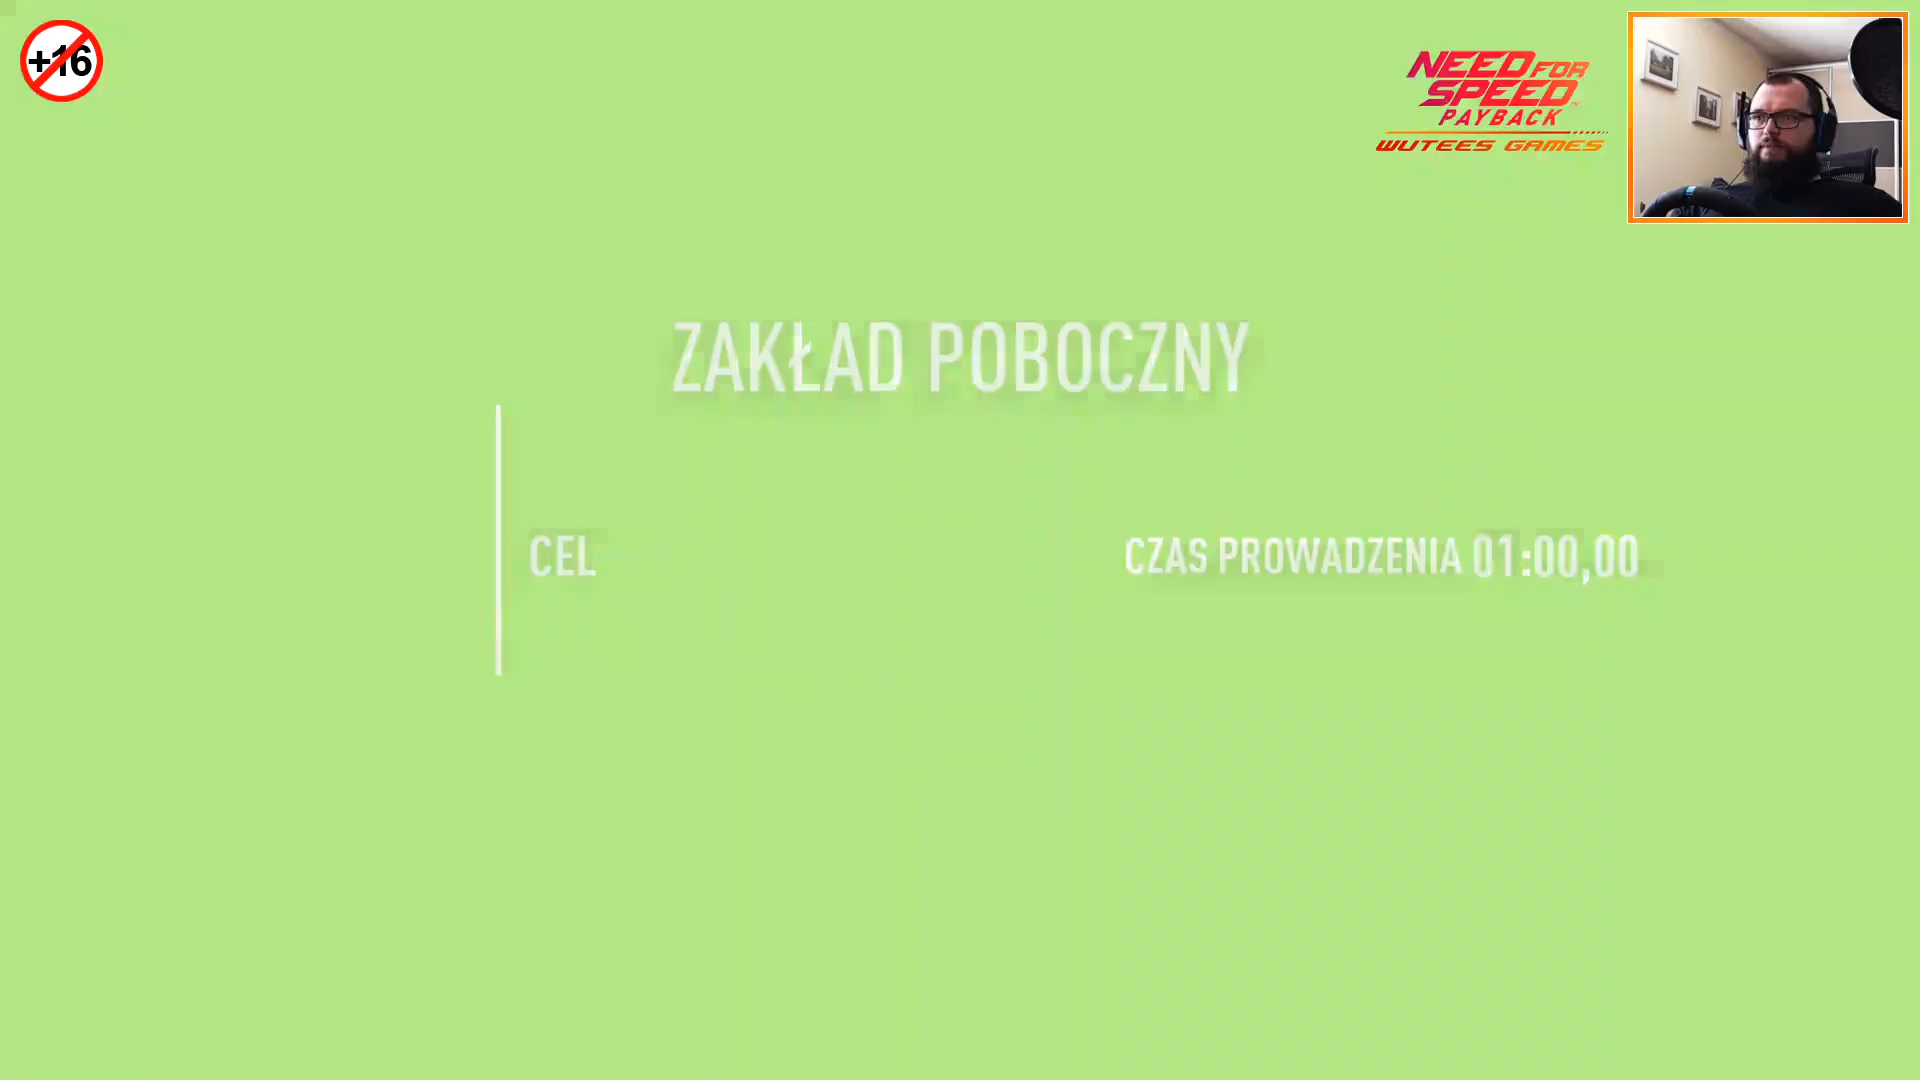 +16
NEED FOR
SPEED
PAYBACK
WUTEES GAMES
ZAKŁAD POBOCZNY
CEL
CZAS PROWADZENIA 01:00,00